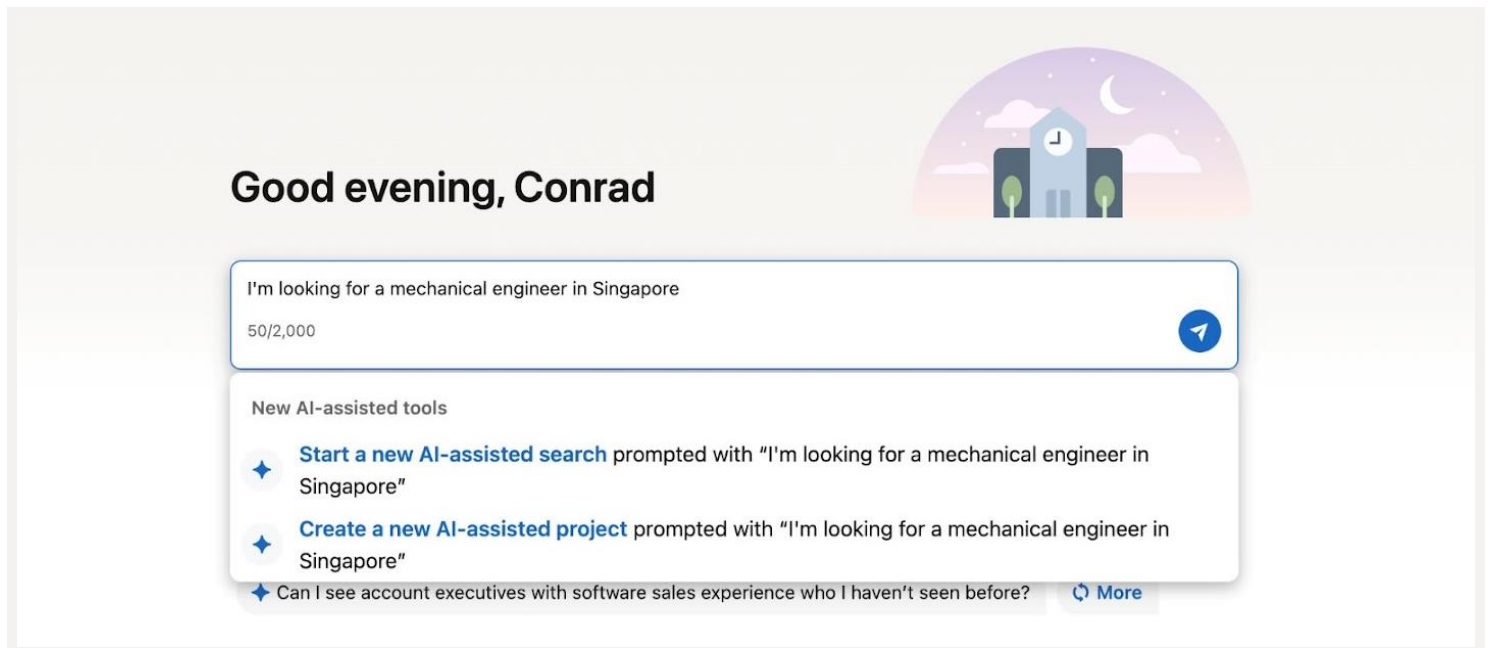 Good evening, Conrad
I'm looking for a mechanical engineer in Singapore
50/2,000
New AI-assisted tools
Start a new AI-assisted search prompted with “I'm looking for a mechanical engineer in
Singapore”
Create a new AI-assisted project prompted with “I'm looking for a mechanical engineer in
Singapore”
Can I see account executives with software sales experience who I haven’t seen before?
More